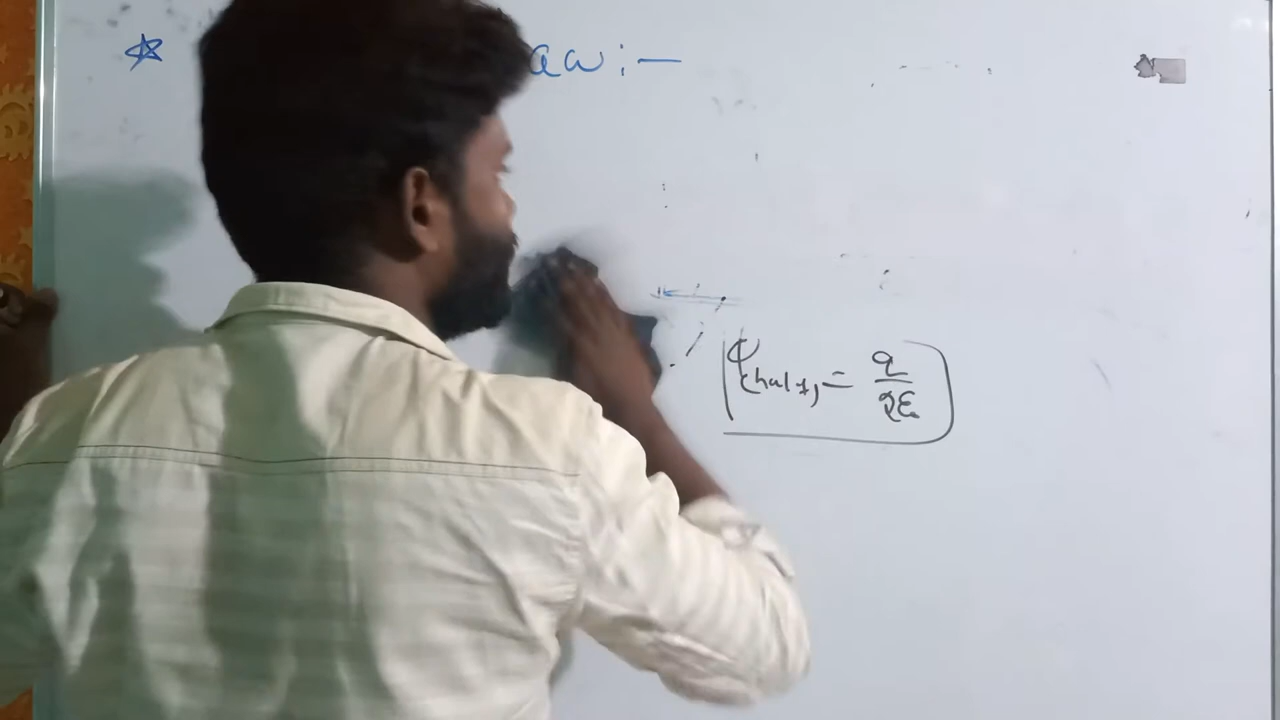 ☆ aw :-
Φ(half) = q/2ε₀